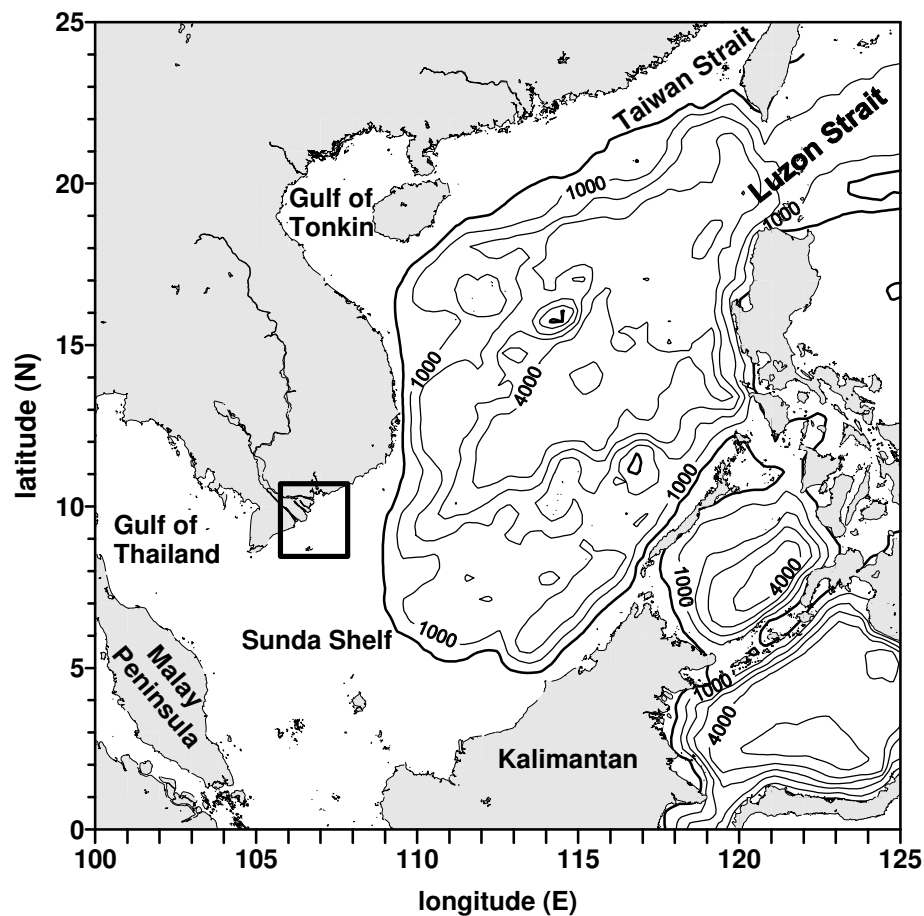 25
20
15
10
5
0
latitude (N)
100
105
110
115
120
125
longitude (E)
Taiwan Strait
Luzon Strait
Gulf of
Tonkin
1000
1000
1000
4000
1000
Gulf of
Thailand
1000
4000
1000
Sunda Shelf
Malay
Peninsula
1000
4000
Kalimantan